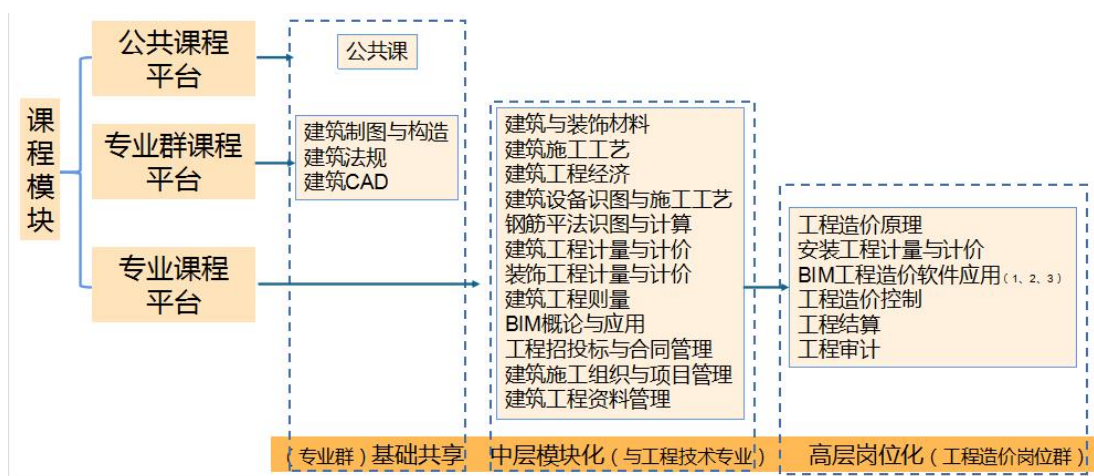 课程模块
公共课程
平台
公共课
专业群课程
平台
建筑制图与构造
建筑法规
建筑CAD
专业课程
平台
建筑与装饰材料
建筑施工工艺
建筑工程经济
建筑设备识图与施工工艺
钢筋平法识图与计算
建筑工程计量与计价
装饰工程计量与计价
建筑工程则量
BIM概论与应用
工程招投标与合同管理
建筑施工组织与项目管理
建筑工程资料管理
工程造价原理
安装工程计量与计价
BIM工程造价软件应用(1、2、3)
工程造价控制
工程结算
工程审计
(专业群)基础共享
中层模块化(与工程技术专业)
高层岗位化(工程造价岗位群)